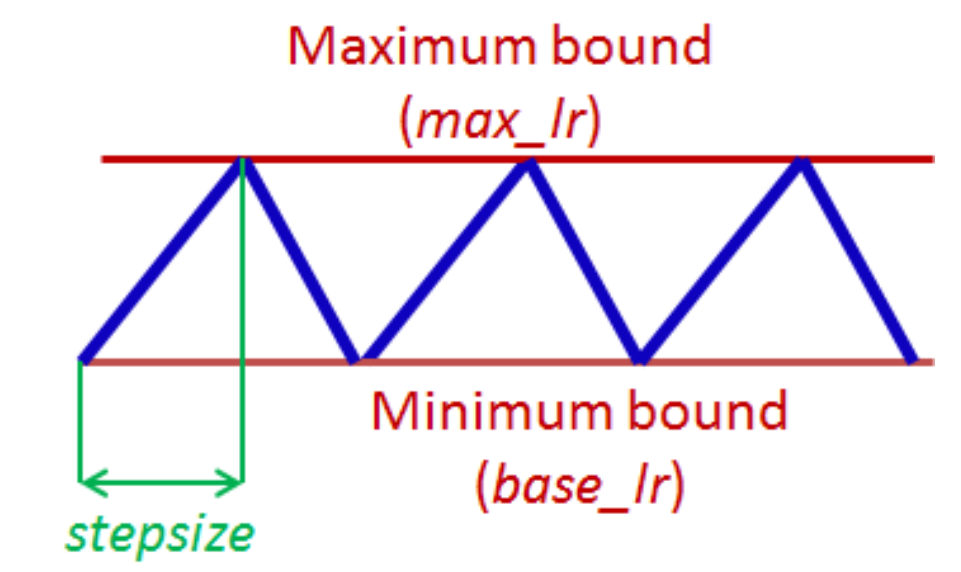 Maximum bound
(max_lr)
Minimum bound
(base_lr)
stepsize